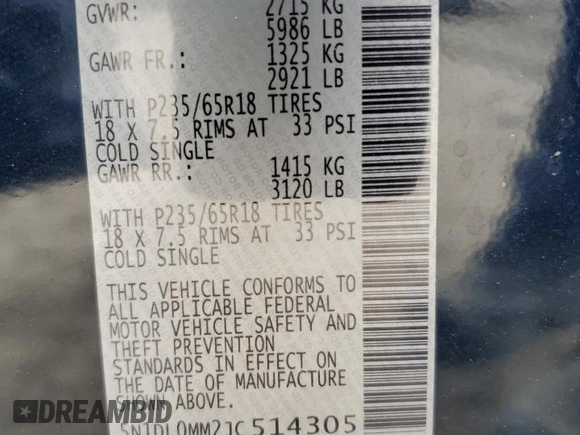 GVWR: 2715 KG
5986 LB
GAWR FR.: 1325 KG
2921 LB
WITH P235/65R18 TIRES
18 X 7.5 RIMS AT 33 PSI
COLD SINGLE
GAWR RR.: 1415 KG
3120 LB
WITH P235/65R18 TIRES
18 X 7.5 RIMS AT 33 PSI
COLD SINGLE
THIS VEHICLE CONFORMS TO
ALL APPLICABLE FEDERAL
MOTOR VEHICLE SAFETY AND
THEFT PREVENTION
STANDARDS IN EFFECT ON
THE DATE OF MANUFACTURE
SHOWN ABOVE.
5N1DL0MM2JC514305
DREAMBID